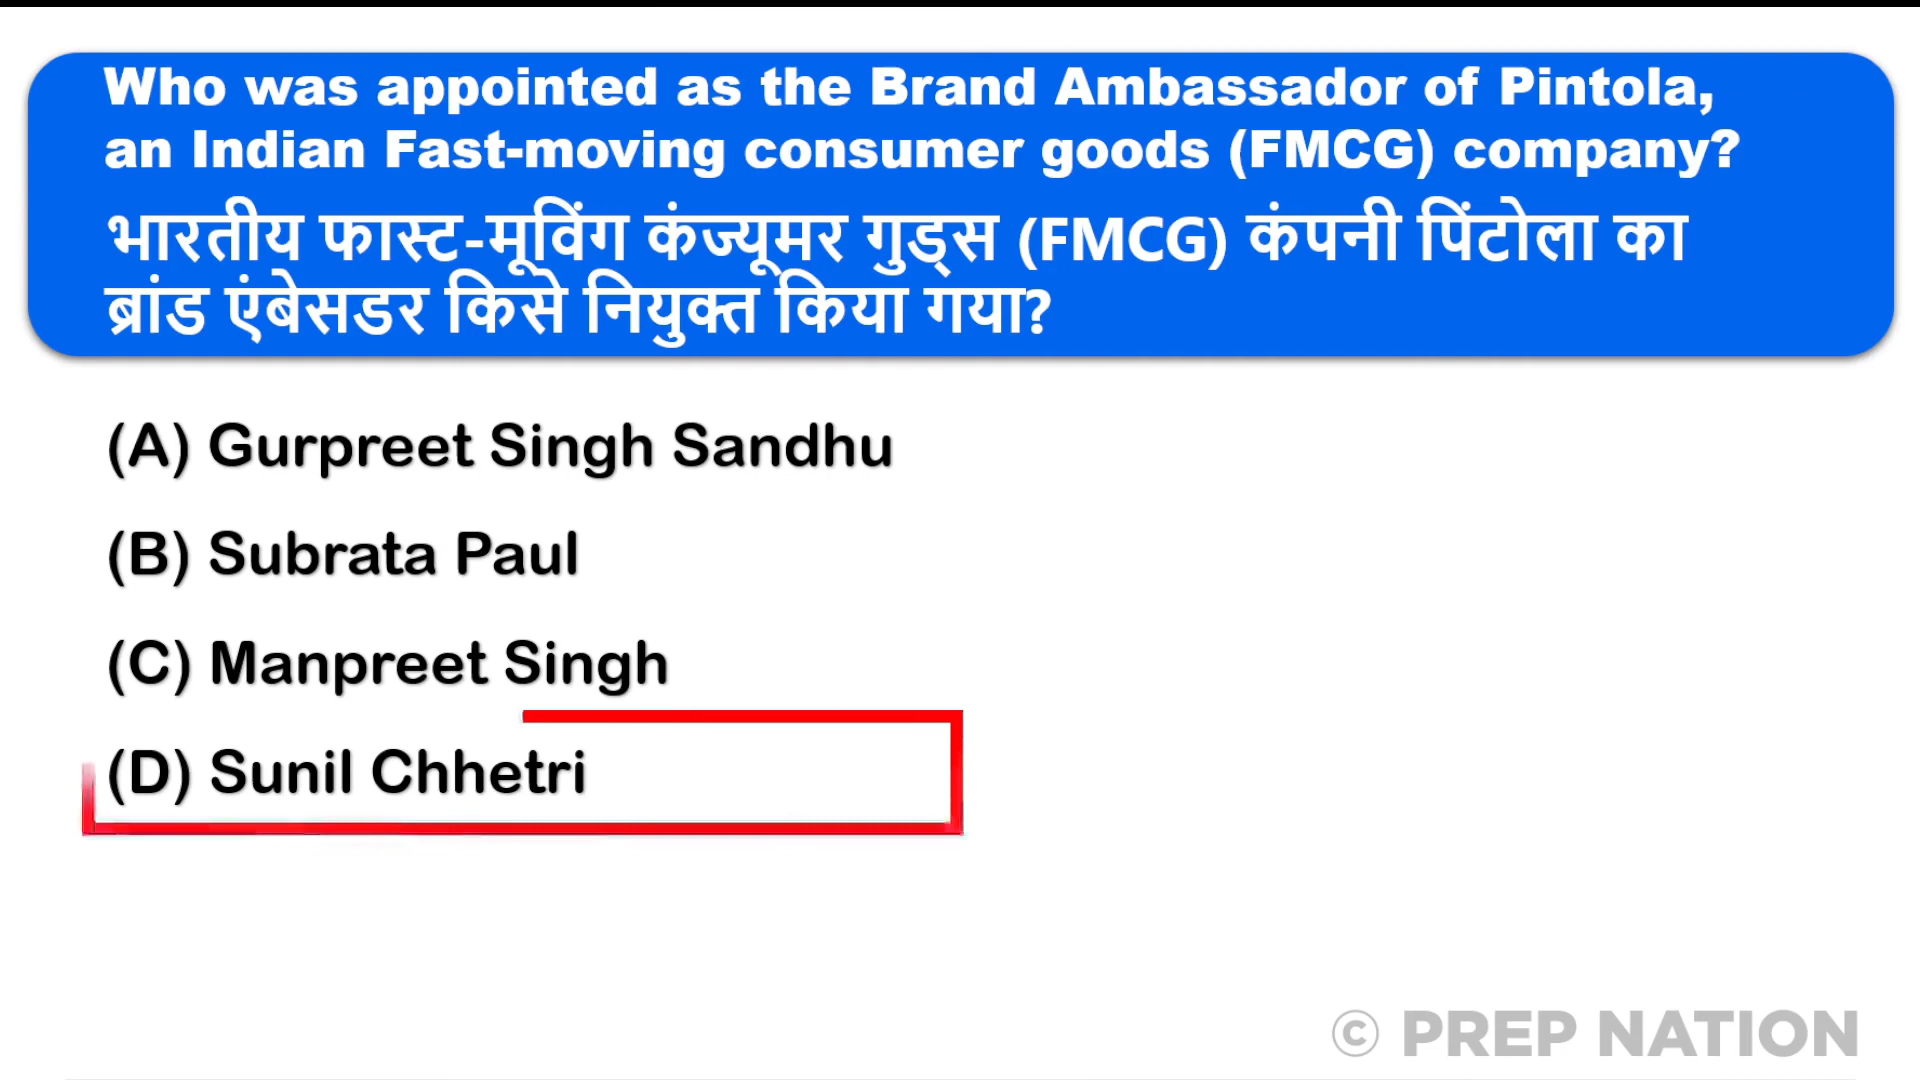 Who was appointed as the Brand Ambassador of Pintola,
an Indian Fast-moving consumer goods (FMCG) company?
भारतीय फास्ट-मूविंग कंज्यूमर गुड्स (FMCG) कंपनी पिंटोला का
ब्रांड एंबेसडर किसे नियुक्त किया गया?
(A) Gurpreet Singh Sandhu
(B) Subrata Paul
(C) Manpreet Singh
(D) Sunil Chhetri
© PREP NATION